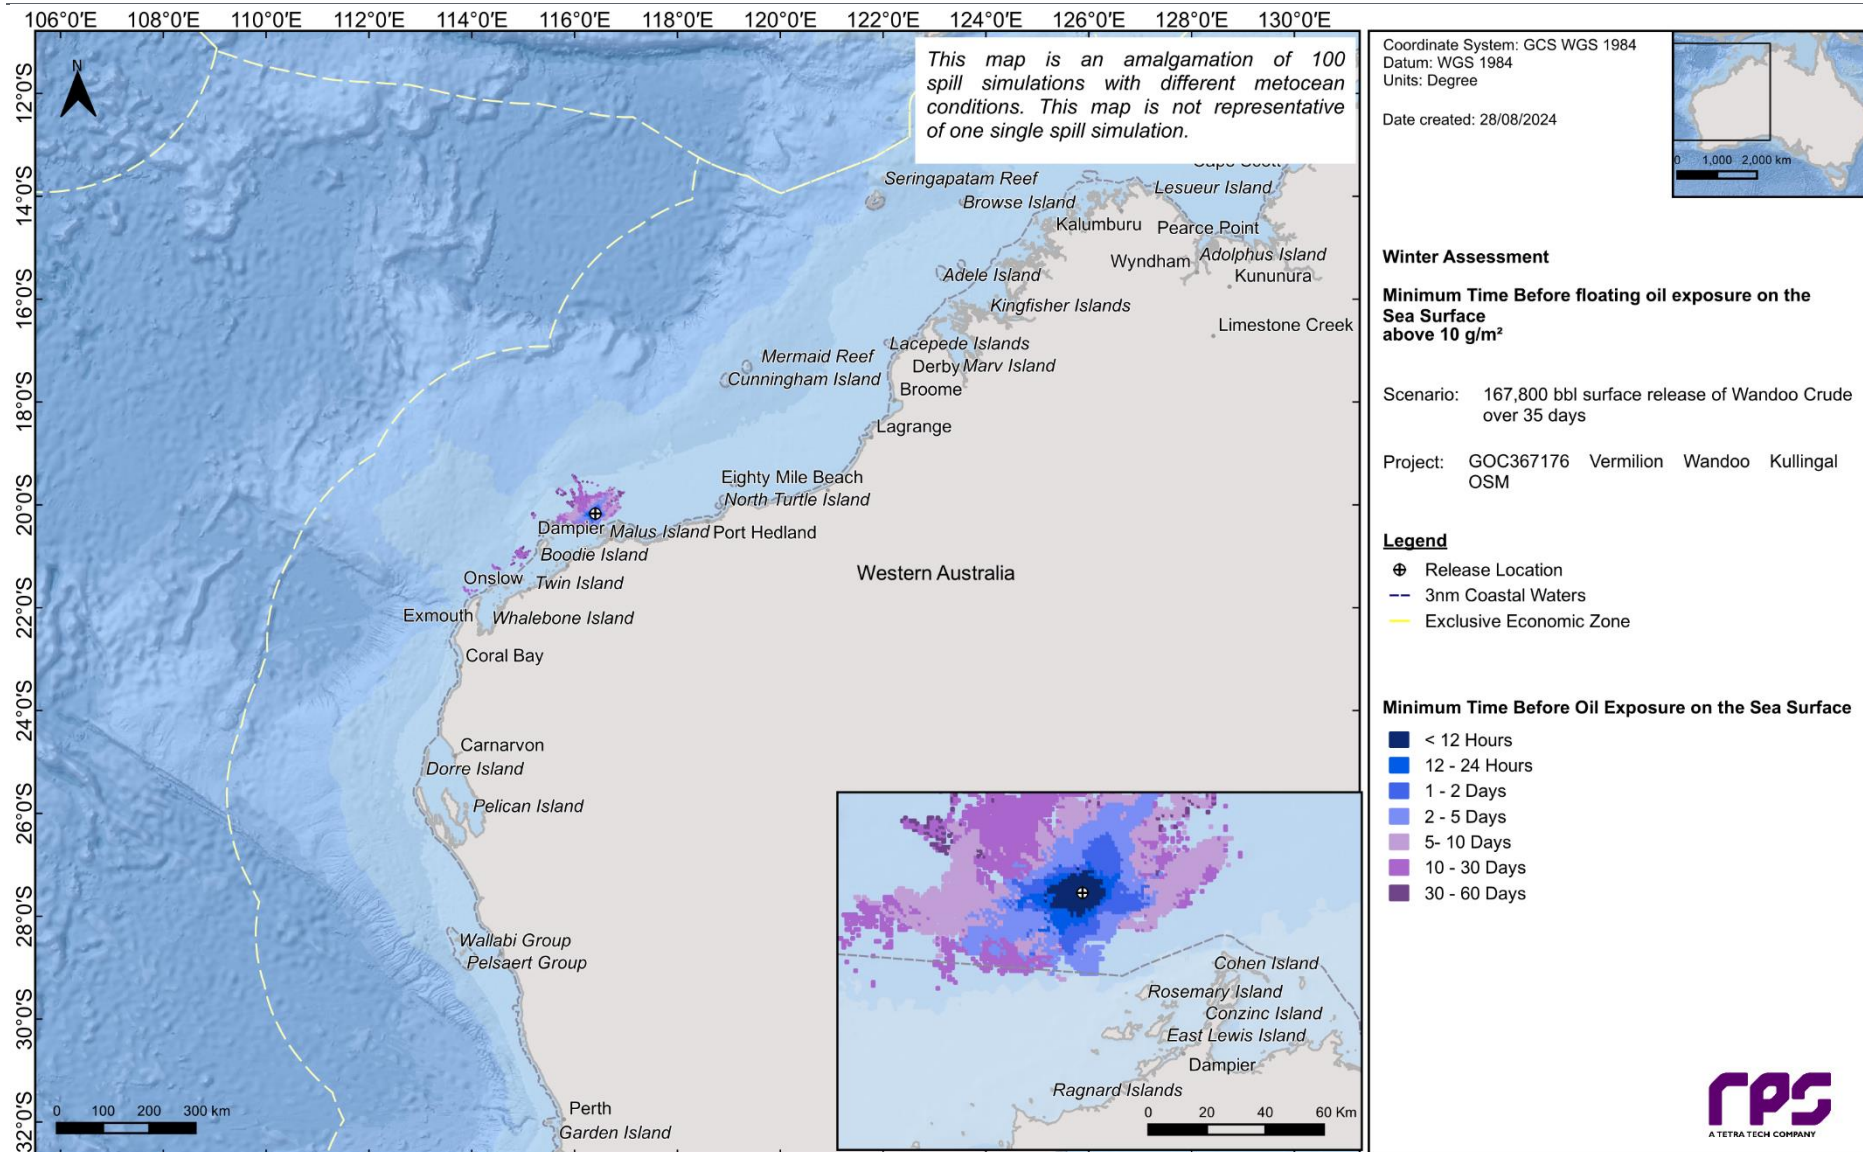 106°0'E 108°0'E 110°0'E 112°0'E 114°0'E 116°0'E 118°0'E 120°0'E 122°0'E 124°0'E 126°0'E 128°0'E 130°0'E
12°0'S
14°0'S
16°0'S
18°0'S
20°0'S
22°0'S
24°0'S
26°0'S
28°0'S
30°0'S
32°0'S
N
This map is an amalgamation of 100
spill simulations with different metocean
conditions. This map is not representative
of one single spill simulation.
Cape Scott
Seringapatam Reef
Lesueur Island
Browse Island
Kalumburu
Pearce Point
Wyndham
Adolphus Island
Adele Island
Kununura
Kingfisher Islands
Limestone Creek
Lacepede Islands
Mermaid Reef
Derby
Mary Island
Cunningham Island
Broome
Lagrange
Eighty Mile Beach
North Turtle Island
Dampier
Malus Island
Port Hedland
Boodie Island
Western Australia
Onslow
Twin Island
Exmouth
Whalebone Island
Coral Bay
Carnarvon
Dorre Island
Pelican Island
Wallabi Group
Pelsaert Group
Perth
Garden Island
0 100 200 300 km
Cohen Island
Rosemary Island
Conzinc Island
East Lewis Island
Dampier
Ragnard Islands
0 20 40 60 Km
Coordinate System: GCS WGS 1984
Datum: WGS 1984
Units: Degree
Date created: 28/08/2024
0 1,000 2,000 km
Winter Assessment
Minimum Time Before floating oil exposure on the
Sea Surface
above 10 g/m²
Scenario: 167,800 bbl surface release of Wandoo Crude
over 35 days
Project: GOC367176 Vermilion Wandoo Kullingal
OSM
Legend
Release Location
3nm Coastal Waters
Exclusive Economic Zone
Minimum Time Before Oil Exposure on the Sea Surface
< 12 Hours
12 - 24 Hours
1 - 2 Days
2 - 5 Days
5- 10 Days
10 - 30 Days
30 - 60 Days
rps
A TETRA TECH COMPANY